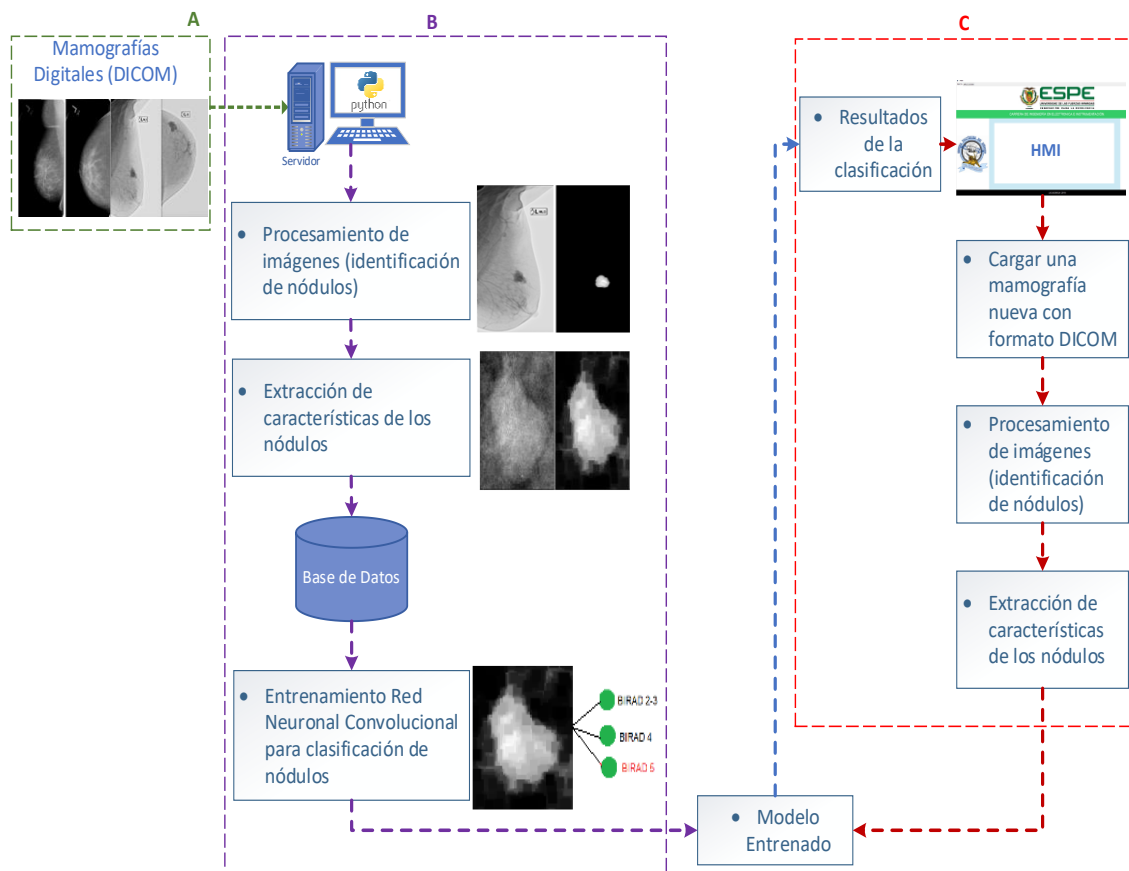 A
Mamografías
Digitales (DICOM)
B
python
Servidor
• Procesamiento de
imágenes (identificación
de nódulos)
• Extracción de
características de los
nódulos
Base de Datos
• Entrenamiento Red
Neuronal Convolucional
para clasificación de
nódulos
BIRAD 2-3
BIRAD 4
BIRAD 5
• Modelo
Entrenado
C
• Resultados
de la
clasificación
ESPE
HMI
• Cargar una
mamografía
nueva con
formato DICOM
• Procesamiento
de imágenes
(identificación
de nódulos)
• Extracción de
características
de los nódulos